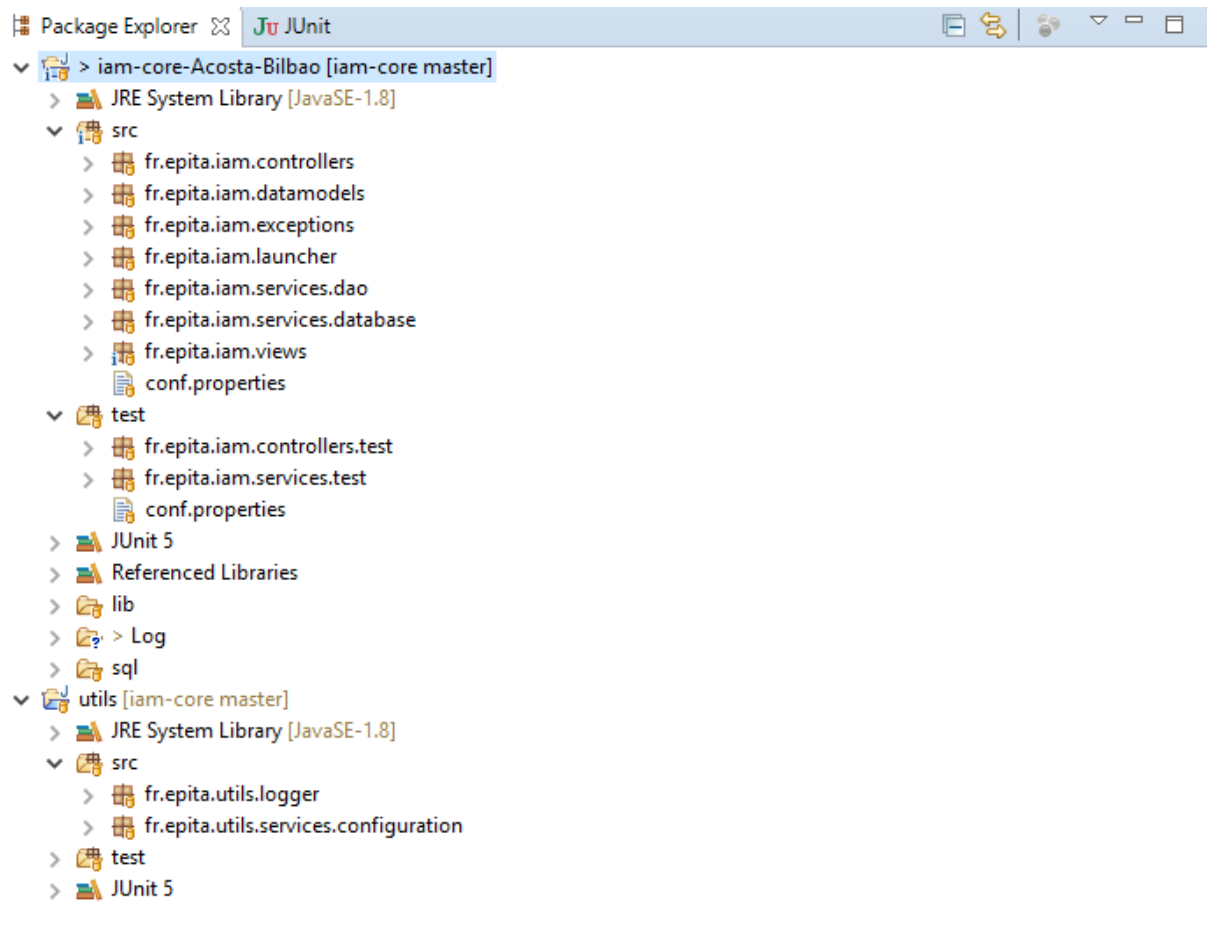 Package Explorer JU JUnit
> iam-core-Acosta-Bilbao [iam-core master]
JRE System Library [JavaSE-1.8]
src
fr.epita.iam.controllers
fr.epita.iam.datamodels
fr.epita.iam.exceptions
fr.epita.iam.launcher
fr.epita.iam.services.dao
fr.epita.iam.services.database
fr.epita.iam.views
conf.properties
test
fr.epita.iam.controllers.test
fr.epita.iam.services.test
conf.properties
JUnit 5
Referenced Libraries
lib
> Log
sql
utils [iam-core master]
JRE System Library [JavaSE-1.8]
src
fr.epita.utils.logger
fr.epita.utils.services.configuration
test
JUnit 5